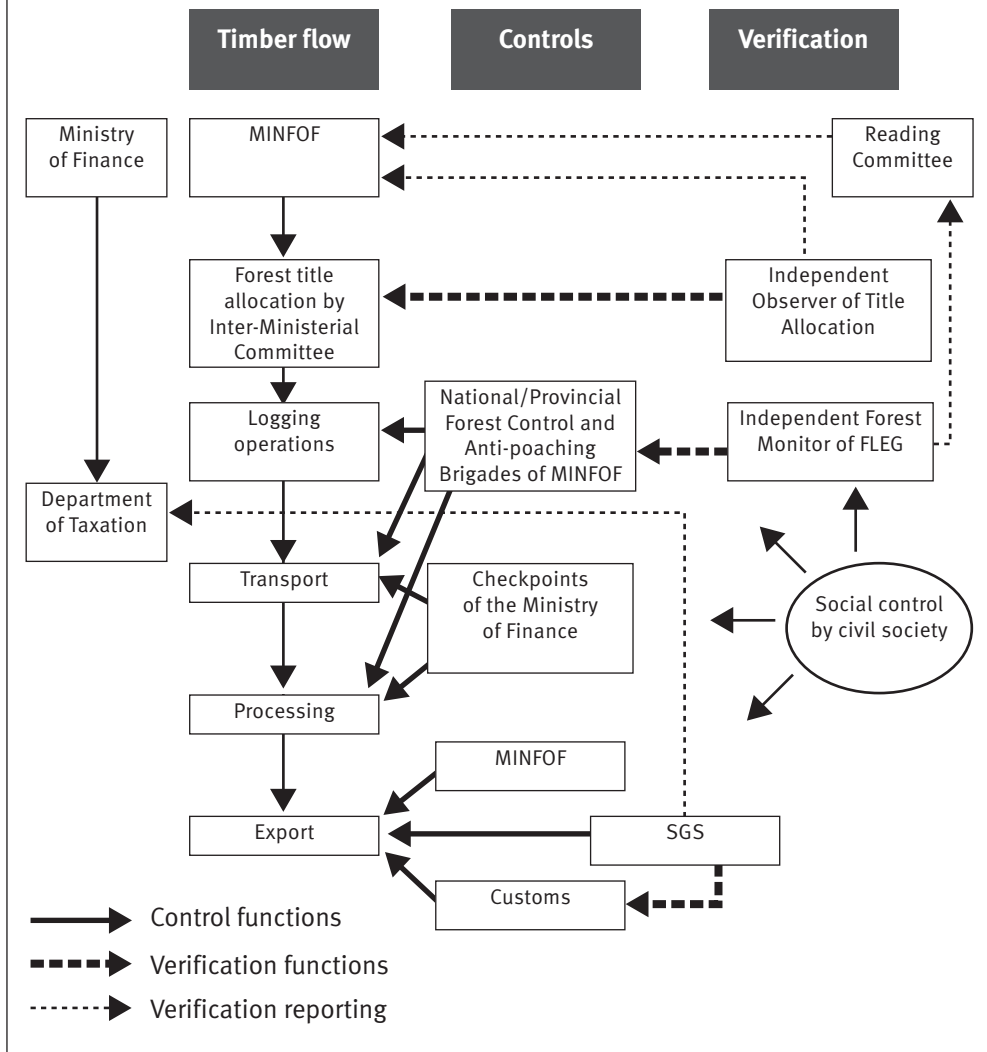 Timber flow
Controls
Verification
Ministry
of Finance
MINFOF
Reading
Committee
Forest title
allocation by
Inter-Ministerial
Committee
Independent
Observer of Title
Allocation
Logging
operations
National/Provincial
Forest Control and
Anti-poaching
Brigades of MINFOF
Independent Forest
Monitor of FLEG
Department
of Taxation
Transport
Checkpoints
of the Ministry
of Finance
Social control
by civil society
Processing
MINFOF
Export
SGS
Customs
Control functions
Verification functions
Verification reporting